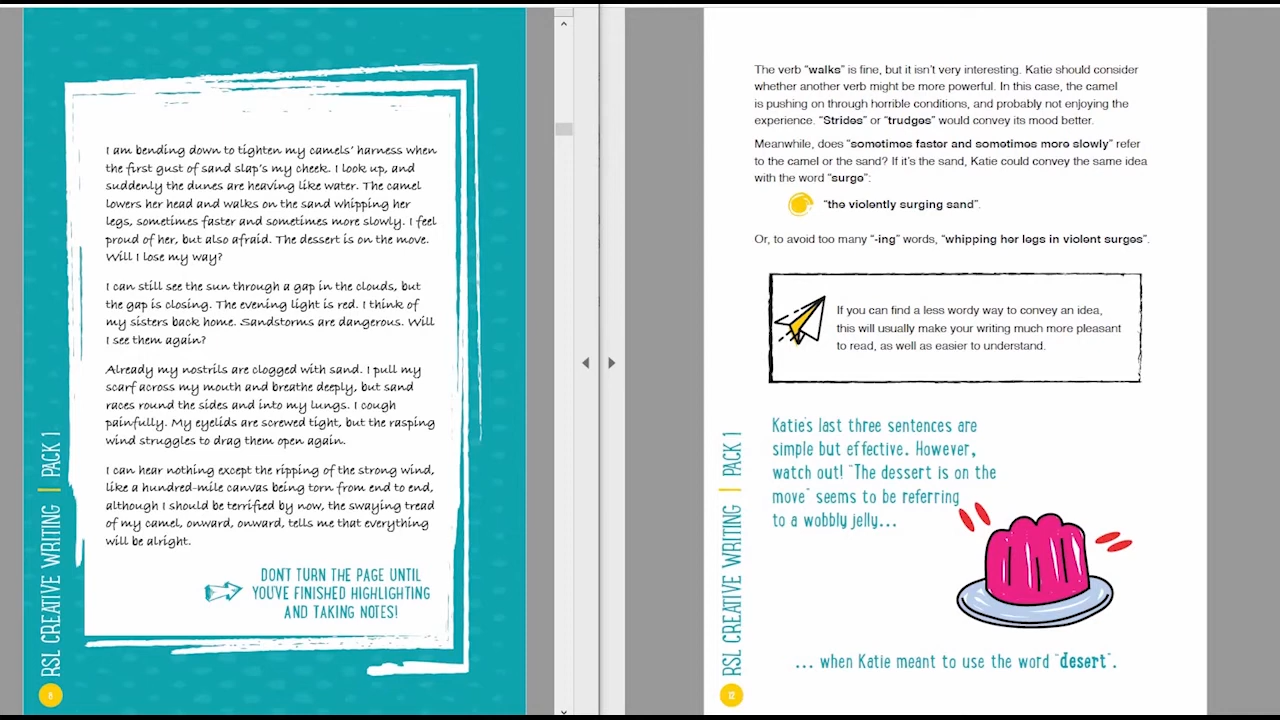 I am bending down to tighten my camels' harness when
the first gust of sand slap's my cheek. I look up, and
suddenly the dunes are heaving like water. The camel
lowers her head and walks on the sand whipping her
legs, sometimes faster and sometimes more slowly. I feel
proud of her, but also afraid. The dessert is on the move.
Will I lose my way?
I can still see the sun through a gap in the clouds, but
the gap is closing. The evening light is red. I think of
my sisters back home. Sandstorms are dangerous. Will
I see them again?
Already my nostrils are clogged with sand. I pull my
scarf across my mouth and breathe deeply, but sand
races round the sides and into my lungs. I cough
painfully. My eyelids are screwed tight, but the rasping
wind struggles to drag them open again.
I can hear nothing except the ripping of the strong wind,
like a hundred-mile canvas being torn from end to end,
although I should be terrified by now, the swaying tread
of my camel, onward, onward, tells me that everything
will be alright.
DON'T TURN THE PAGE UNTIL
YOU'VE FINISHED HIGHLIGHTING
AND TAKING NOTES!
RSL CREATIVE WRITING | PACK 1
8
The verb "walks" is fine, but it isn't very interesting. Katie should consider
whether another verb might be more powerful. In this case, the camel
is pushing on through horrible conditions, and probably not enjoying the
experience. "Strides" or "trudges" would convey its mood better.
Meanwhile, does "sometimes faster and sometimes more slowly" refer
to the camel or the sand? If it's the sand, Katie could convey the same idea
with the word "surge":
"the violently surging sand".
Or, to avoid too many "-ing" words, "whipping her legs in violent surges".
If you can find a less wordy way to convey an idea,
this will usually make your writing much more pleasant
to read, as well as easier to understand.
Katie's last three sentences are
simple but effective. However,
watch out! "The dessert is on the
move" seems to be referring
to a wobbly jelly...
... when Katie meant to use the word "desert".
RSL CREATIVE WRITING | PACK 1
12